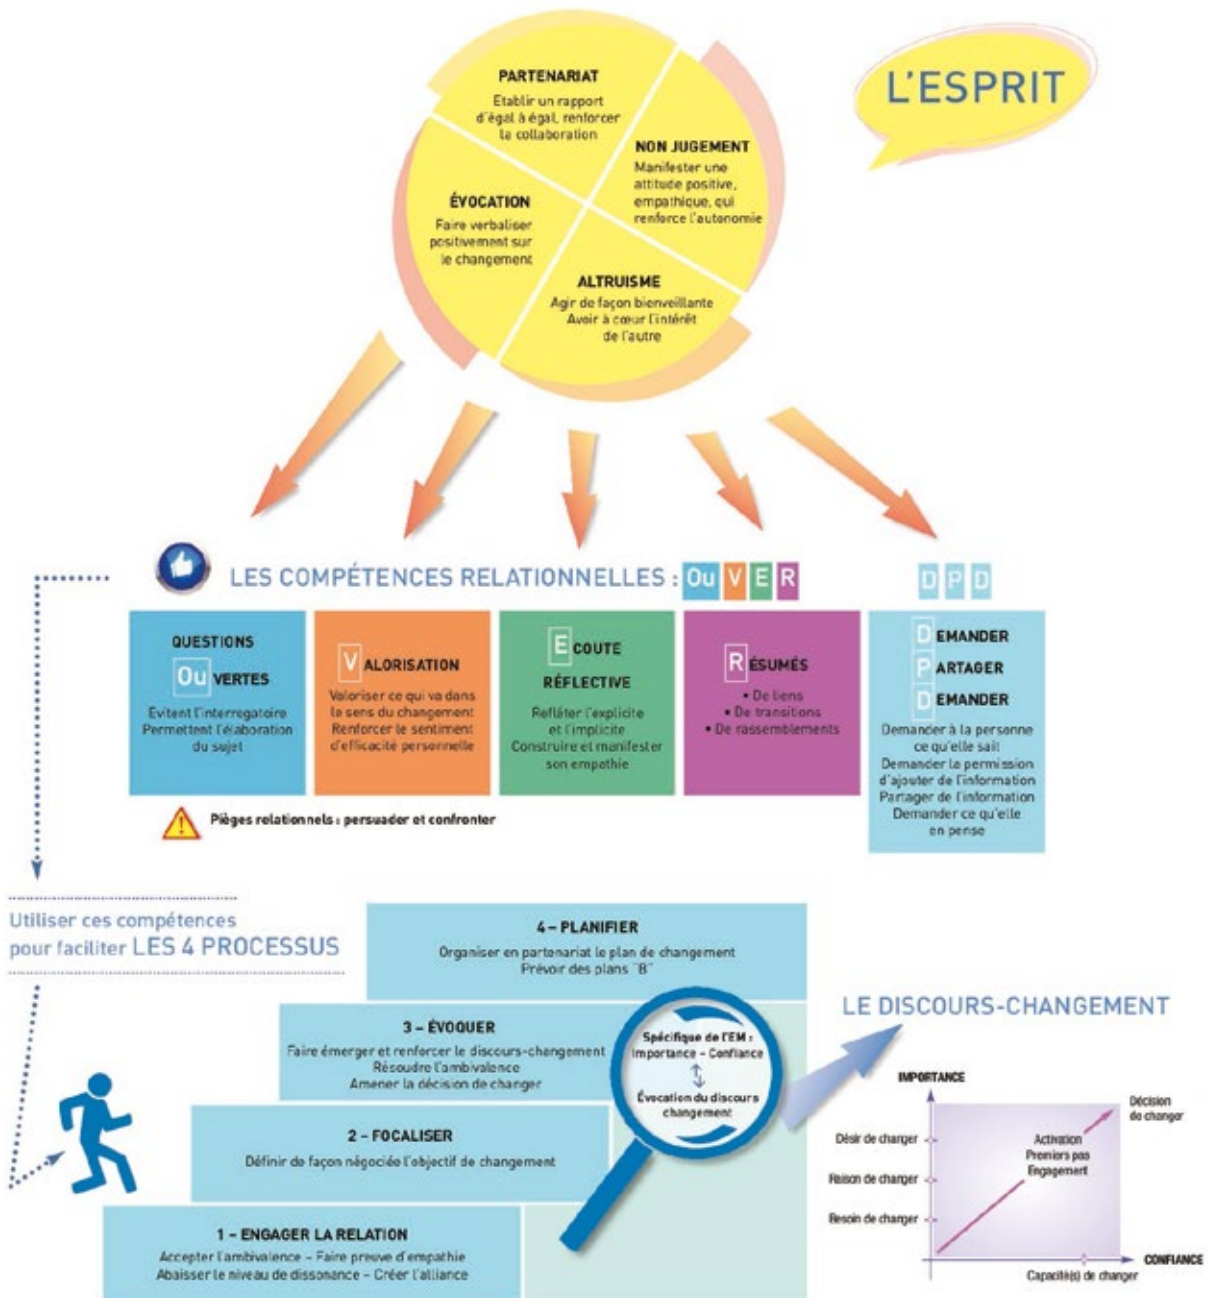 L'ESPRIT
PARTENARIAT
Etablir un rapport
d'égal à égal, renforcer
la collaboration
NON JUGEMENT
Manifester une
attitude positive,
empathique, qui
renforce l'autonomie
ÉVOCATION
Faire verbaliser
positivement sur
le changement
ALTRUISME
Agir de façon bienveillante
Avoir à cœur l'intérêt
de l'autre
LES COMPÉTENCES RELATIONNELLES : Ou V E R
D P D
QUESTIONS
Ou VERTES
Evitent l'interrogatoire
Permettent l'élaboration
du sujet
V ALORISATION
Valoriser ce qui va dans
le sens du changement
Renforcer le sentiment
d'efficacité personnelle
E COUTE
RÉFLECTIVE
Refléter l'explicite
et l'implicite
Construire et manifester
son empathie
R ÉSUMÉS
• De liens
• De transitions
• De rassemblements
D EMANDER
P ARTAGER
D EMANDER
Demander à la personne
ce qu'elle sait
Demander la permission
d'ajouter de l'information
Partager de l'information
Demander ce qu'elle
en pense
Pièges relationnels : persuader et confronter
Utiliser ces compétences
pour faciliter LES 4 PROCESSUS
4 – PLANIFIER
Organiser en partenariat le plan de changement
Prévoir des plans "B"
3 – ÉVOQUER
Faire émerger et renforcer le discours-changement
Résoudre l'ambivalence
Amener la décision de changer
2 – FOCALISER
Définir de façon négociée l'objectif de changement
1 – ENGAGER LA RELATION
Accepter l'ambivalence – Faire preuve d'empathie
Abaisser le niveau de dissonance – Créer l'alliance
Spécifique de l'EM :
Importance – Confiance
Évocation du discours
changement
LE DISCOURS-CHANGEMENT
IMPORTANCE
Décision
de changer
Désir de changer
Raison de changer
Besoin de changer
Activation
Premiers pas
Engagement
CONFIANCE
Capacité(s) de changer